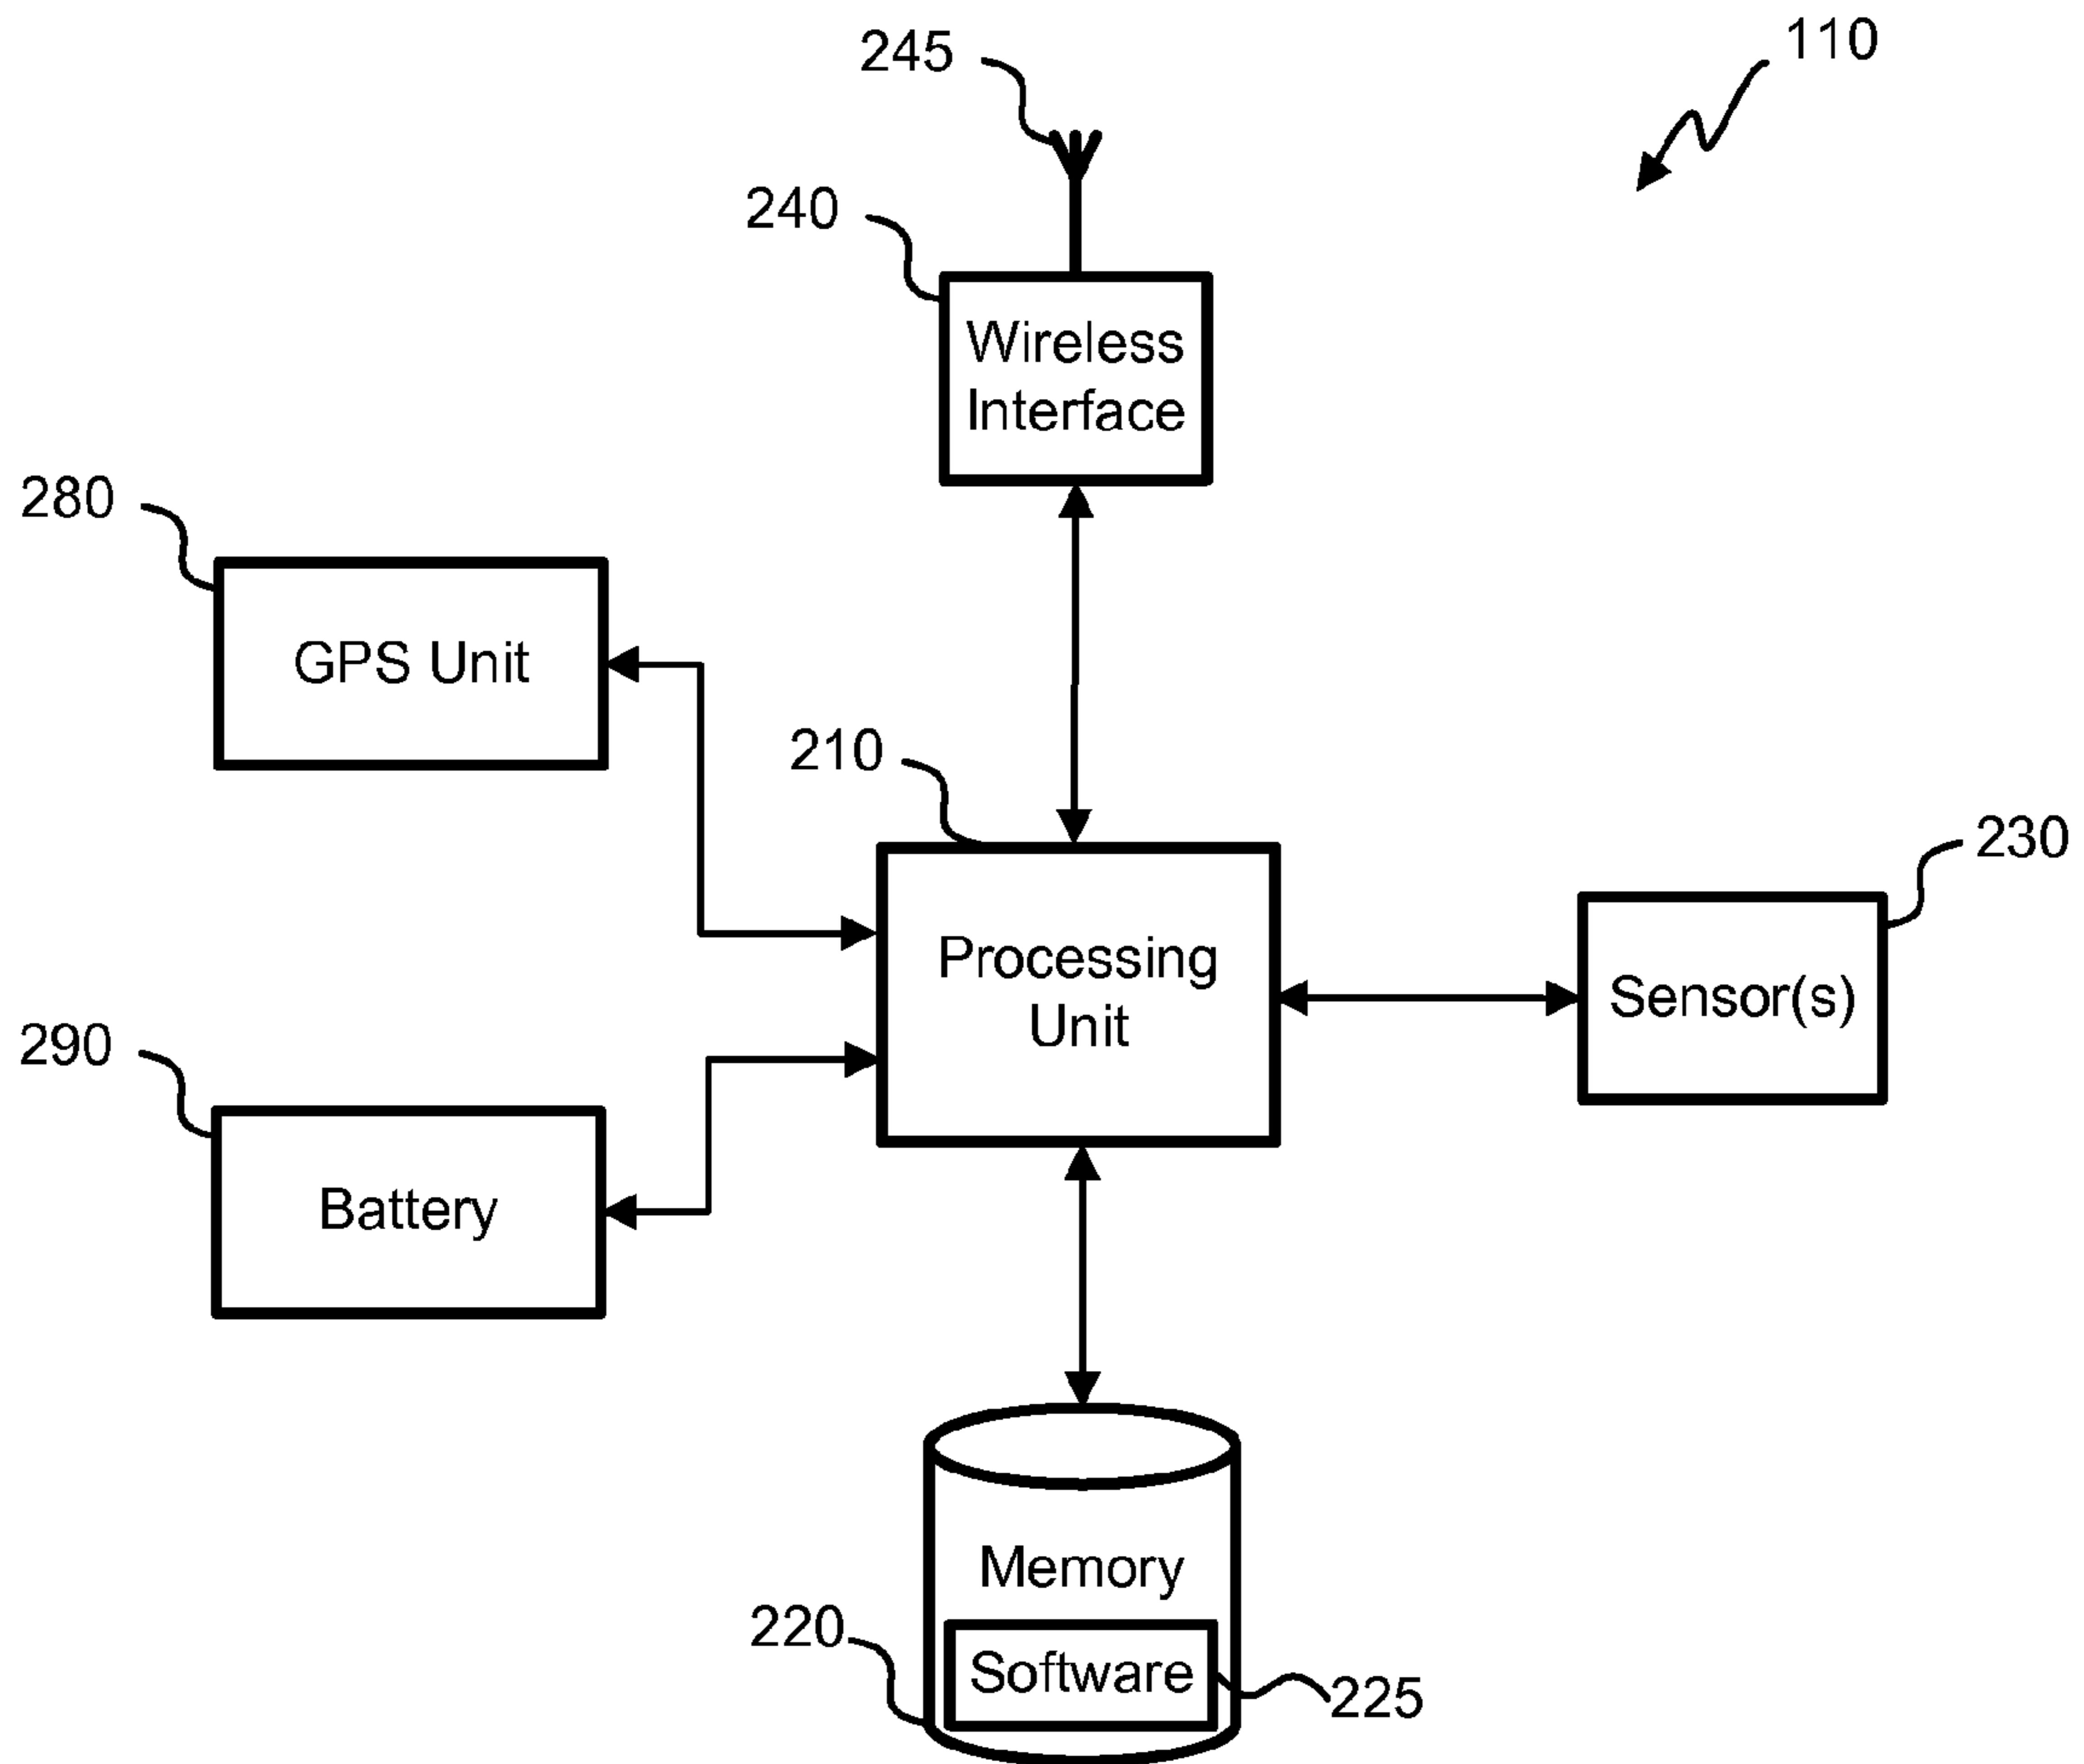 110
245
240
Wireless
Interface
280
GPS Unit
210
Processing
Unit
230
Sensor(s)
290
Battery
Memory
220
Software
225